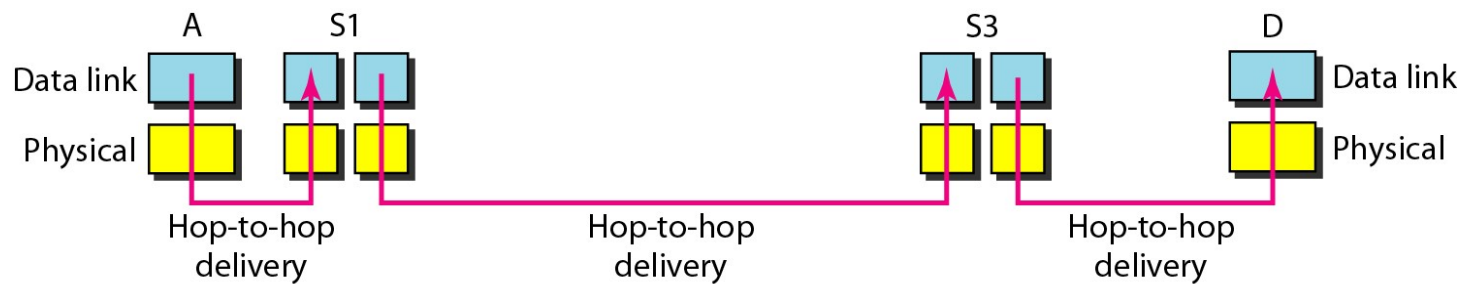 A S1 S3 D
Data link Data link
Physical Physical
Hop-to-hop Hop-to-hop Hop-to-hop
delivery delivery delivery